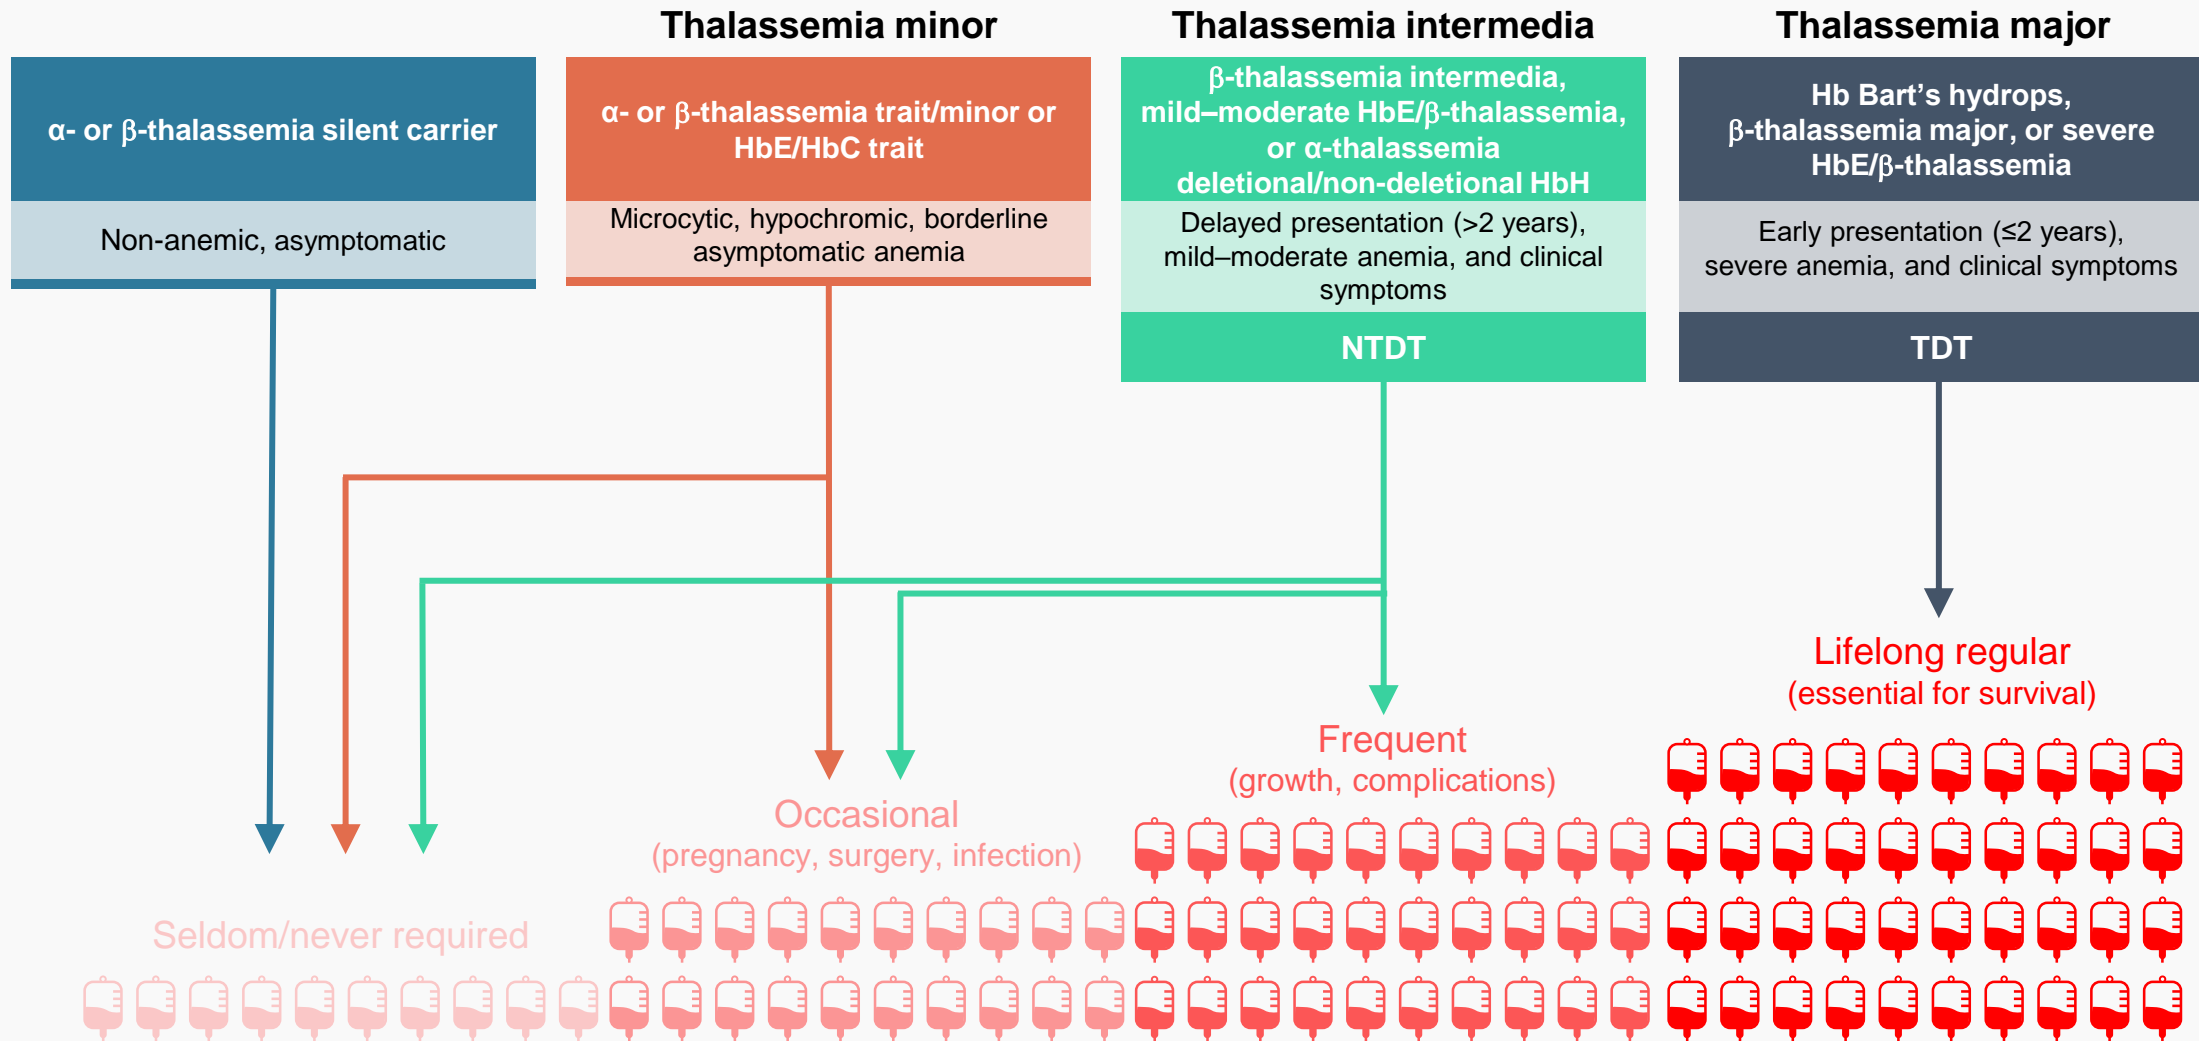 Thalassemia minor
Thalassemia intermedia
Thalassemia major
α- or β-thalassemia silent carrier
Non-anemic, asymptomatic
α- or β-thalassemia trait/minor or
HbE/HbC trait
Microcytic, hypochromic, borderline
asymptomatic anemia
β-thalassemia intermedia,
mild–moderate HbE/β-thalassemia,
or α-thalassemia
deletional/non-deletional HbH
Delayed presentation (>2 years),
mild–moderate anemia, and clinical
symptoms
NTDT
Hb Bart’s hydrops,
β-thalassemia major, or severe
HbE/β-thalassemia
Early presentation (≤2 years),
severe anemia, and clinical symptoms
TDT
Seldom/never required
Occasional
(pregnancy, surgery, infection)
Frequent
(growth, complications)
Lifelong regular
(essential for survival)